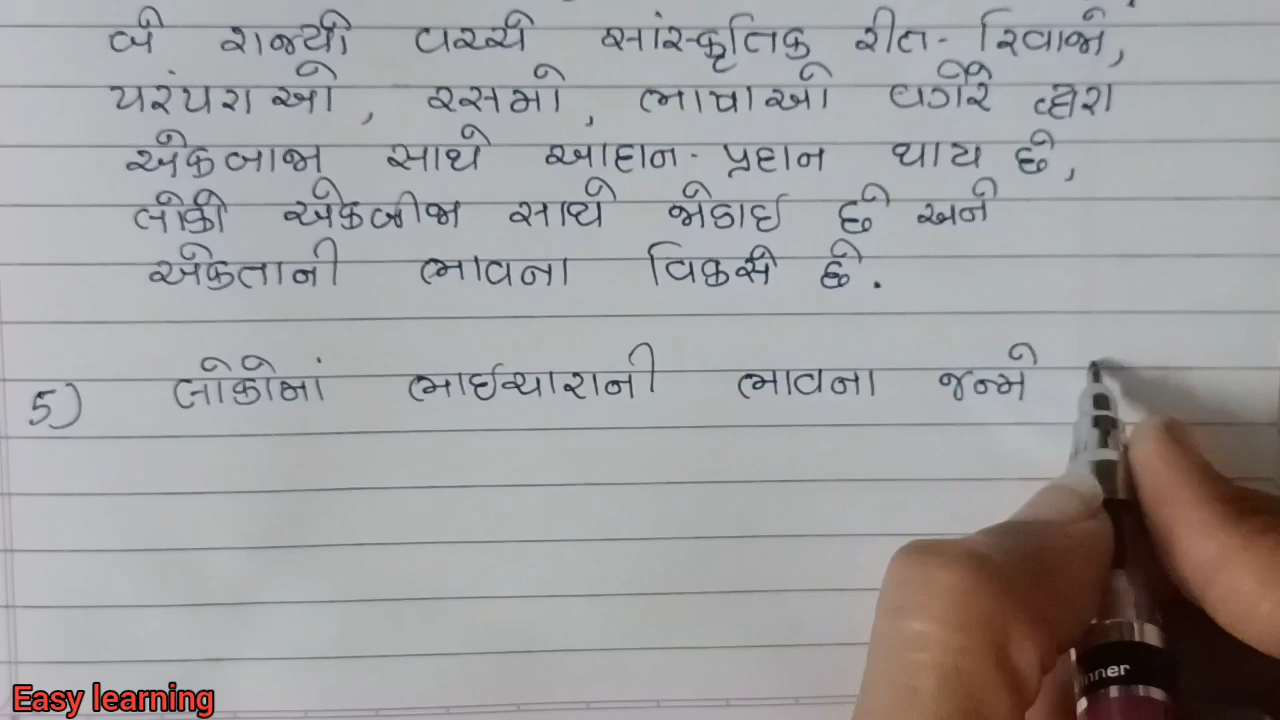 બે રાજ્યો વચ્ચે સાંસ્કૃતિક રીત-રિવાજો,
પરંપરાઓ, રસમો, ભાષાઓ વગેરે દ્વારા
એકબીજા સાથે આદાન-પ્રદાન થાય છે,
લોકો એકબીજા સાથે જોડાઈ છે અને
એકતાની ભાવના વિકસે છે.
5) લોકોમાં ભાઈચારાની ભાવના જન્મે
nner
Easy learning